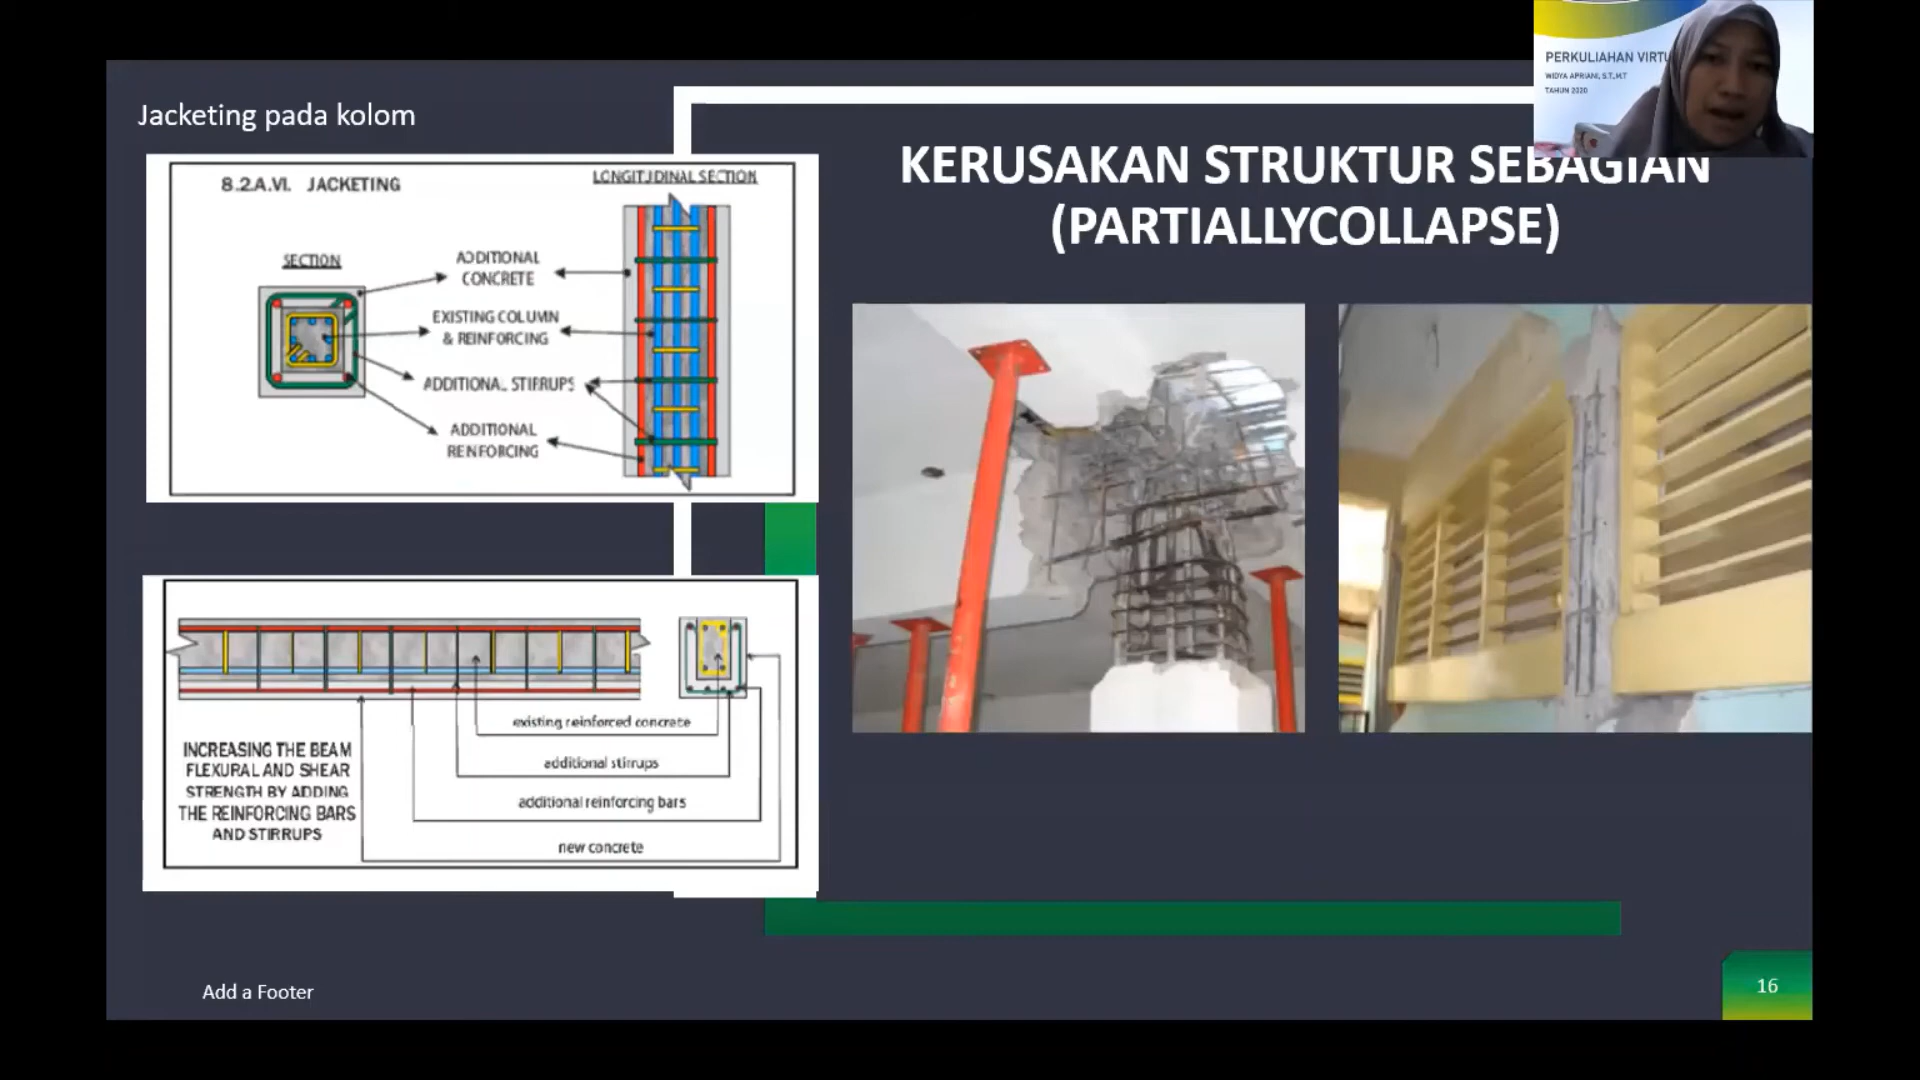 Jacketing pada kolom
8.2.A.VI. JACKETING
LONGITUDINAL SECTION
SECTION
ADDITIONAL
CONCRETE
EXISTING COLUMN
& REINFORCING
ADDITIONAL STIRRUPS
ADDITIONAL
REINFORCING
INCREASING THE BEAM
FLEXURAL AND SHEAR
STRENGTH BY ADDING
THE REINFORCING BARS
AND STIRRUPS
existing reinforced concrete
additional stirrups
additional reinforcing bars
new concrete
KERUSAKAN STRUKTUR SEBAGIAN
(PARTIALLYCOLLAPSE)
PERKULIAHAN VIRTU
WIDYA APRIANI, S.T.,M.T
TAHUN 2020
Add a Footer
16